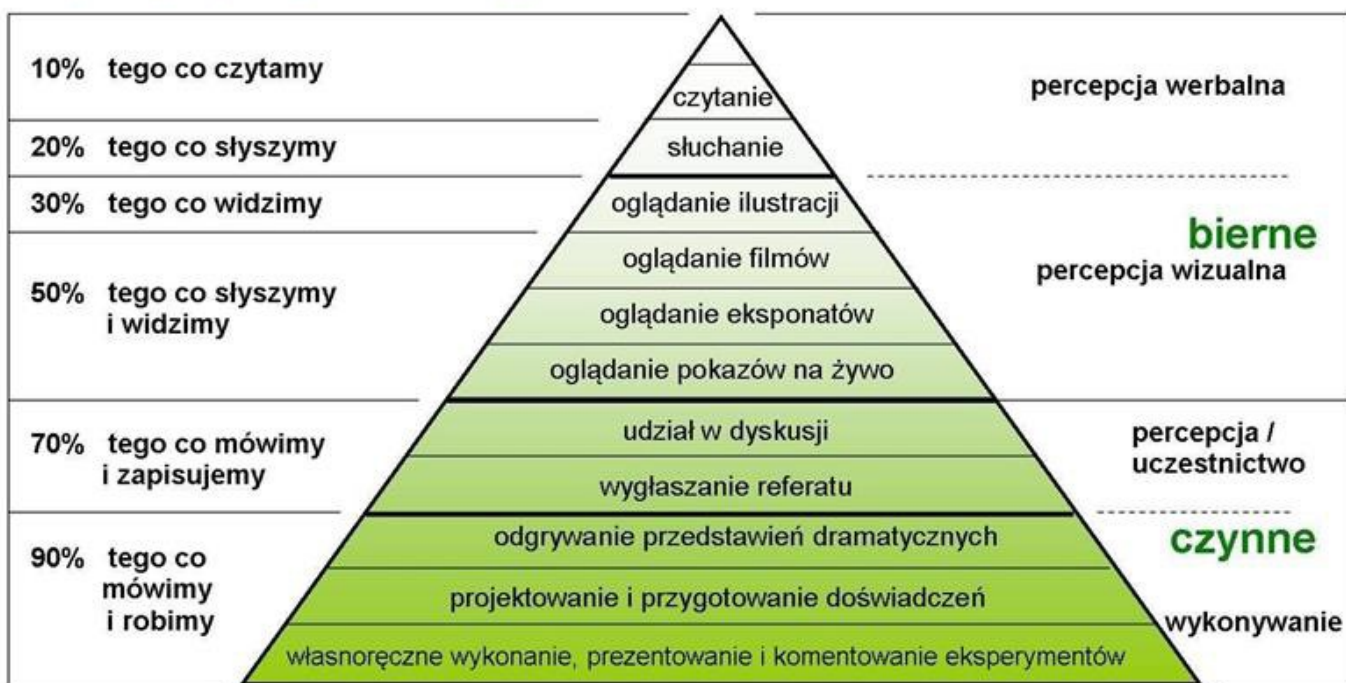 10% tego co czytamy
20% tego co słyszymy
30% tego co widzimy
50% tego co słyszymy
i widzimy
70% tego co mówimy
i zapisujemy
90% tego co
mówimy
i robimy
czytanie
słuchanie
oglądanie ilustracji
oglądanie filmów
oglądanie eksponatów
oglądanie pokazów na żywo
udział w dyskusji
wygłaszanie referatu
odgrywanie przedstawień dramatycznych
projektowanie i przygotowanie doświadczeń
własnoręczne wykonanie, prezentowanie i komentowanie eksperymentów
percepcja werbalna
bierne
percepcja wizualna
percepcja /
uczestnictwo
czynne
wykonywanie